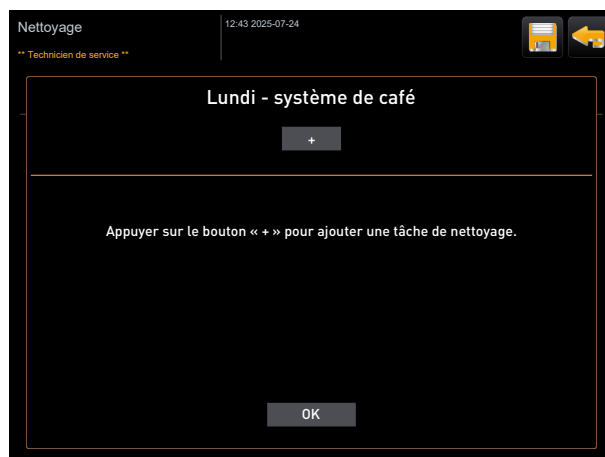 Nettoyage
12:43 2025-07-24
** Technicien de service **
Lundi - système de café
+
Appuyer sur le bouton « + » pour ajouter une tâche de nettoyage.
OK